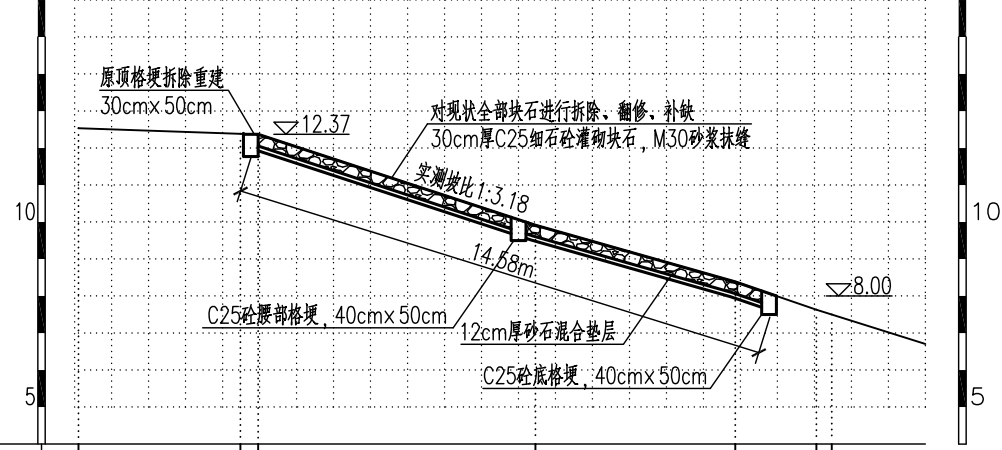 原顶格埂拆除重建
30cm×50cm
12.37
对现状全部块石进行拆除、翻修、补缺
30cm厚C25细石砼灌砌块石，M30砂浆抹缝
实测坡比1:3.18
10
10
14.58m
8.00
C25砼腰部格埂，40cm×50cm
12cm厚砂石混合垫层
C25砼底格埂，40cm×50cm
5
5